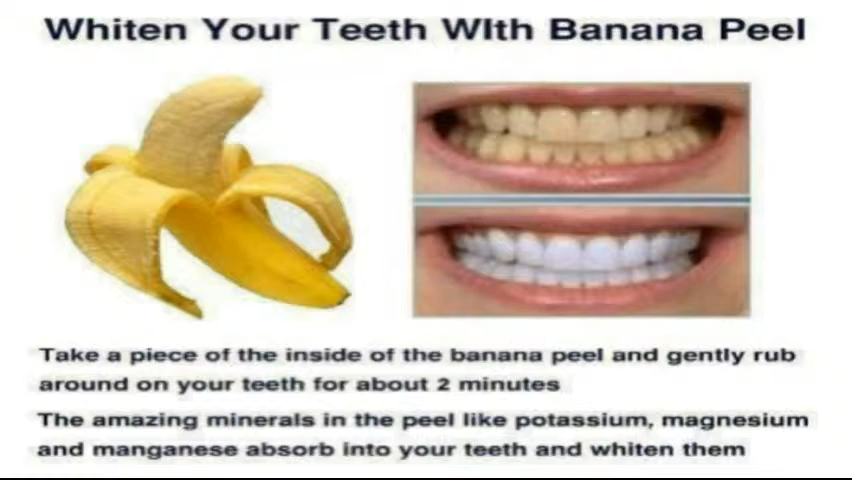 Whiten Your Teeth WIth Banana Peel
Take a piece of the inside of the banana peel and gently rub
around on your teeth for about 2 minutes
The amazing minerals in the peel like potassium, magnesium
and manganese absorb into your teeth and whiten them